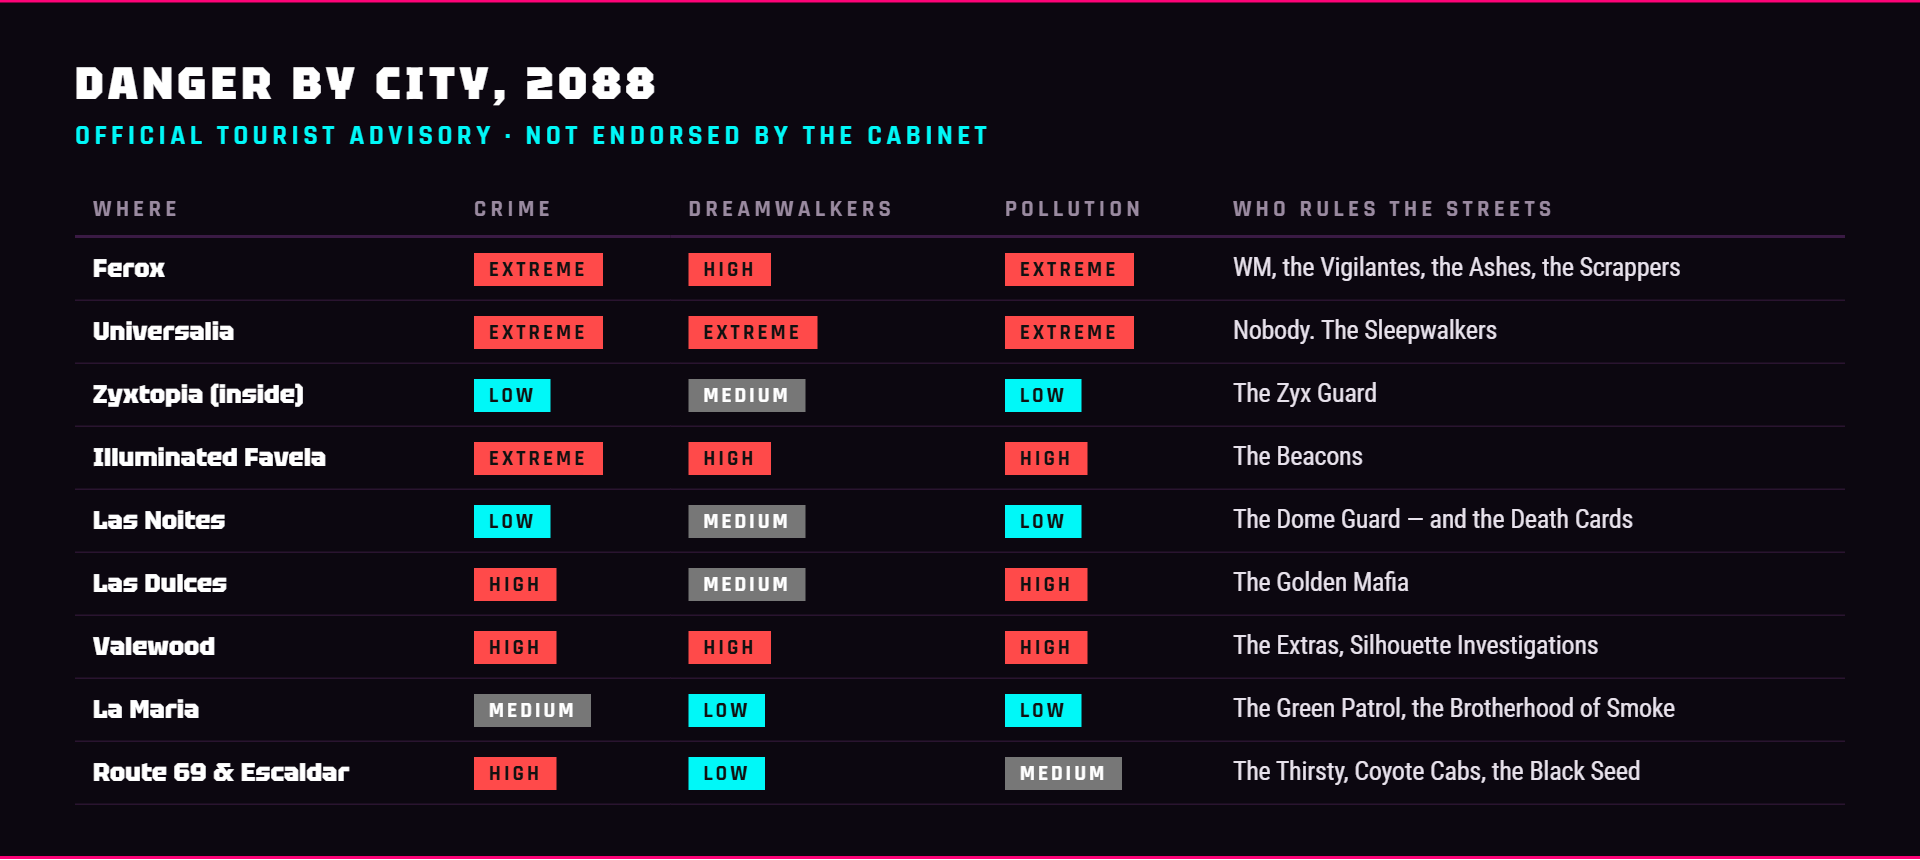 DANGER BY CITY, 2088
OFFICIAL TOURIST ADVISORY · NOT ENDORSED BY THE CABINET
WHERE CRIME DREAMWALKERS POLLUTION WHO RULES THE STREETS
Ferox EXTREME HIGH EXTREME WM, the Vigilantes, the Ashes, the Scrappers
Universalia EXTREME EXTREME EXTREME Nobody. The Sleepwalkers
Zyxtopia (inside) LOW MEDIUM LOW The Zyx Guard
Illuminated Favela EXTREME HIGH HIGH The Beacons
Las Noites LOW MEDIUM LOW The Dome Guard — and the Death Cards
Las Dulces HIGH MEDIUM HIGH The Golden Mafia
Valewood HIGH HIGH HIGH The Extras, Silhouette Investigations
La Maria MEDIUM LOW LOW The Green Patrol, the Brotherhood of Smoke
Route 69 & Escaldar HIGH LOW MEDIUM The Thirsty, Coyote Cabs, the Black Seed